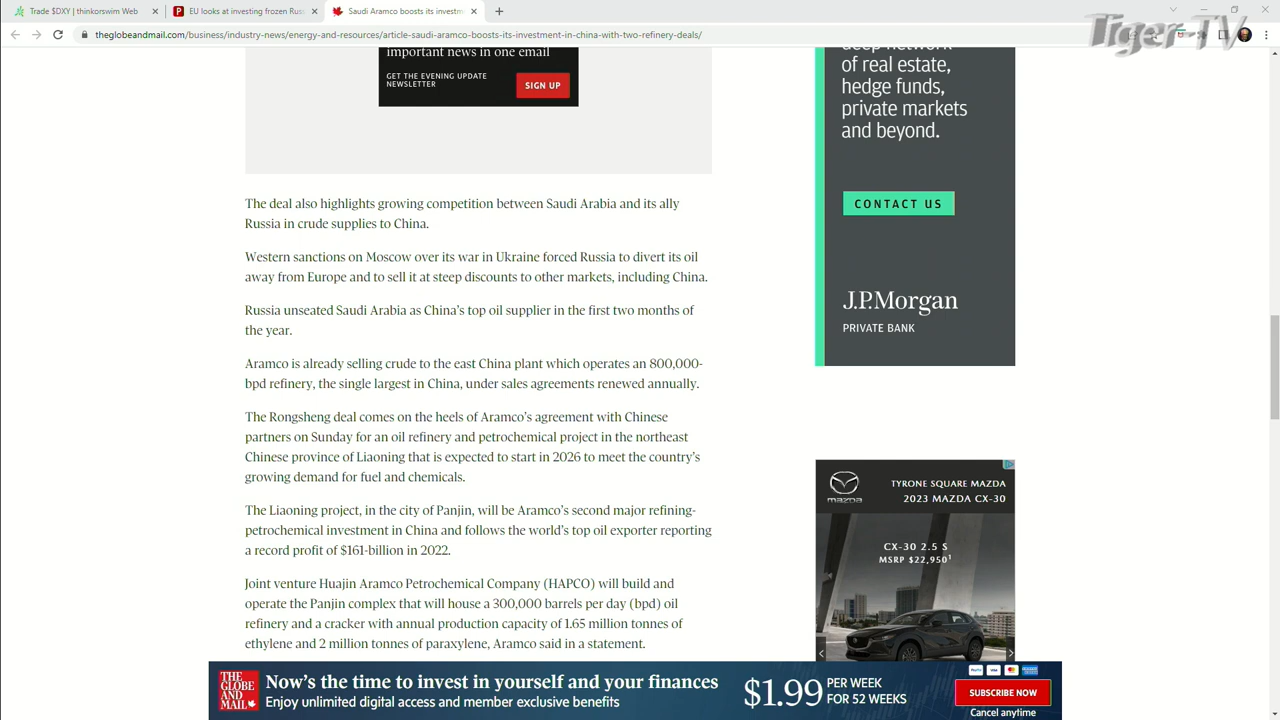 Trade $DXY | thinkorswim Web
EU looks at investing frozen Russ
Saudi Aramco boosts its investm
Tiger TV
theglobeandmail.com/business/industry-news/energy-and-resources/article-saudi-aramco-boosts-its-investment-in-china-with-two-refinery-deals/
important news in one email
GET THE EVENING UPDATE
NEWSLETTER
SIGN UP
The deal also highlights growing competition between Saudi Arabia and its ally
Russia in crude supplies to China.
Western sanctions on Moscow over its war in Ukraine forced Russia to divert its oil
away from Europe and to sell it at steep discounts to other markets, including China.
Russia unseated Saudi Arabia as China’s top oil supplier in the first two months of
the year.
Aramco is already selling crude to the east China plant which operates an 800,000-
bpd refinery, the single largest in China, under sales agreements renewed annually.
The Rongsheng deal comes on the heels of Aramco’s agreement with Chinese
partners on Sunday for an oil refinery and petrochemical project in the northeast
Chinese province of Liaoning that is expected to start in 2026 to meet the country’s
growing demand for fuel and chemicals.
The Liaoning project, in the city of Panjin, will be Aramco’s second major refining-
petrochemical investment in China and follows the world’s top oil exporter reporting
a record profit of $161-billion in 2022.
Joint venture Huajin Aramco Petrochemical Company (HAPCO) will build and
operate the Panjin complex that will house a 300,000 barrels per day (bpd) oil
refinery and a cracker with annual production capacity of 1.65 million tonnes of
ethylene and 2 million tonnes of paraxylene, Aramco said in a statement.
deep network
of real estate,
hedge funds,
private markets
and beyond.
CONTACT US
J.P.Morgan
PRIVATE BANK
mazda
TYRONE SQUARE MAZDA
2023 MAZDA CX-30
CX-30 2.5 S
MSRP $22,950¹
THE
GLOBE
AND
MAIL
Now's the time to invest in yourself and your finances
Enjoy unlimited digital access and member exclusive benefits
$1.99 PER WEEK
FOR 52 WEEKS
SUBSCRIBE NOW
Cancel anytime